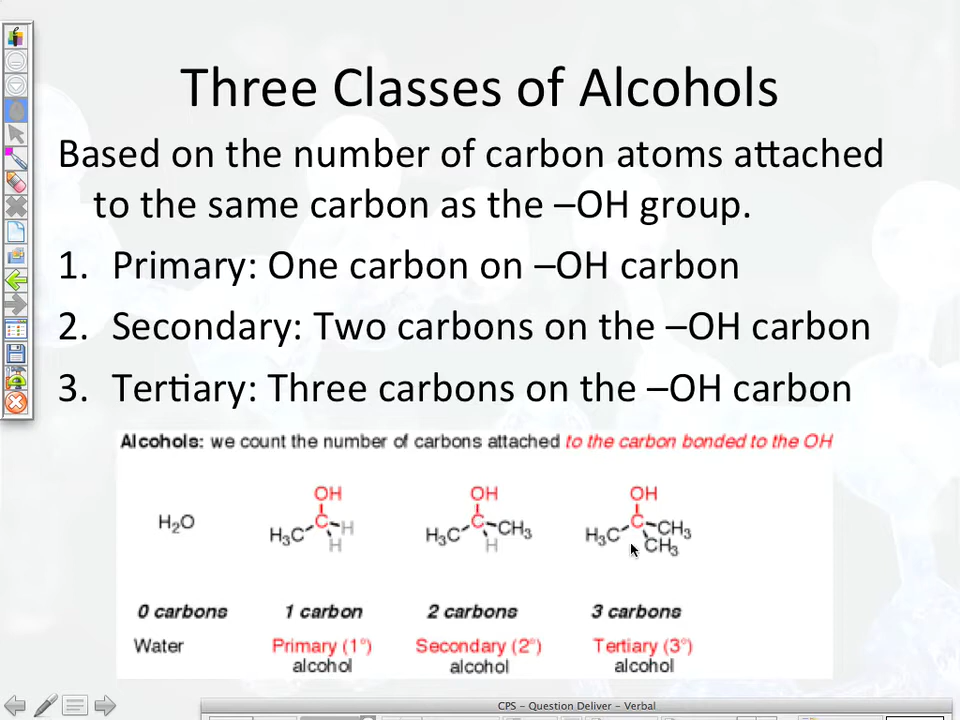 Three Classes of Alcohols
Based on the number of carbon atoms attached
to the same carbon as the –OH group.
1. Primary: One carbon on –OH carbon
2. Secondary: Two carbons on the –OH carbon
3. Tertiary: Three carbons on the –OH carbon
Alcohols: we count the number of carbons attached to the carbon bonded to the OH
OH OH OH
H₂O H₃C C H H H₃C C CH₃ H H₃C C CH₃ CH₃
0 carbons 1 carbon 2 carbons 3 carbons
Water Primary (1°) Secondary (2°) Tertiary (3°)
alcohol alcohol alcohol
CPS – Question Deliver – Verbal